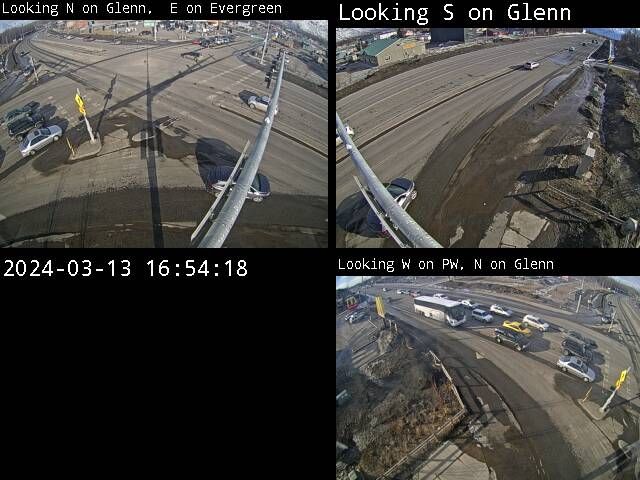 Looking N on Glenn,  E on Evergreen
Looking S on Glenn
2024-03-13 16:54:18
Looking W on PW, N on Glenn